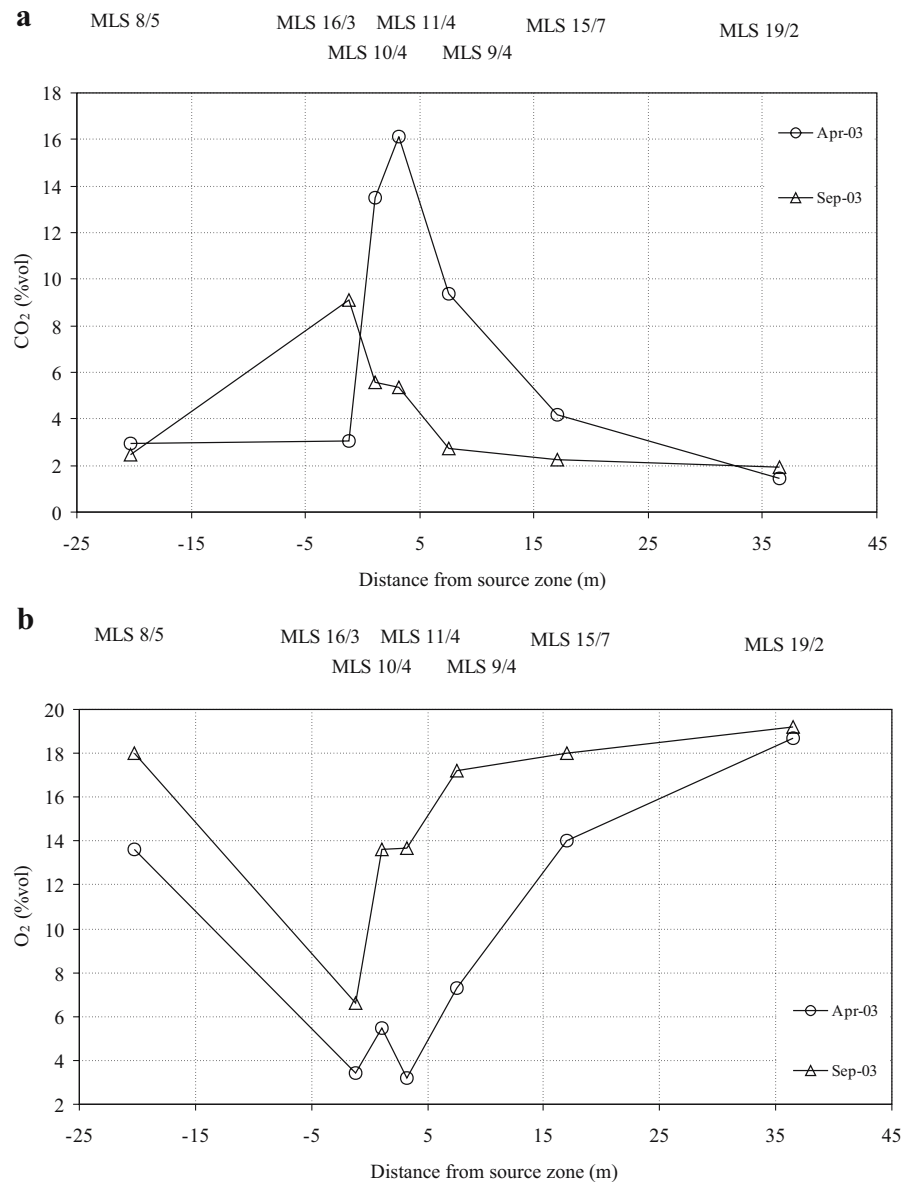 a
MLS 8/5
MLS 16/3
MLS 11/4
MLS 15/7
MLS 19/2
MLS 10/4
MLS 9/4
18
16
14
12
10
8
6
4
2
0
CO2 (%vol)
Apr-03
Sep-03
-25
-15
-5
5
15
25
35
45
Distance from source zone (m)
b
MLS 8/5
MLS 16/3
MLS 11/4
MLS 15/7
MLS 19/2
MLS 10/4
MLS 9/4
20
18
16
14
12
10
8
6
4
2
O2 (%vol)
Apr-03
Sep-03
-25
-15
-5
5
15
25
35
45
Distance from source zone (m)